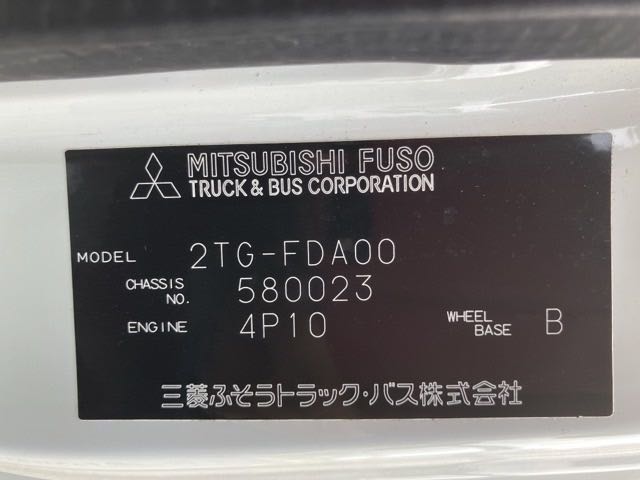 MITSUBISHI FUSO
TRUCK & BUS CORPORATION
MODEL 2TG-FDA00
CHASSIS NO. 580023
ENGINE 4P10 WHEEL BASE B
三菱ふそうトラック・バス株式会社